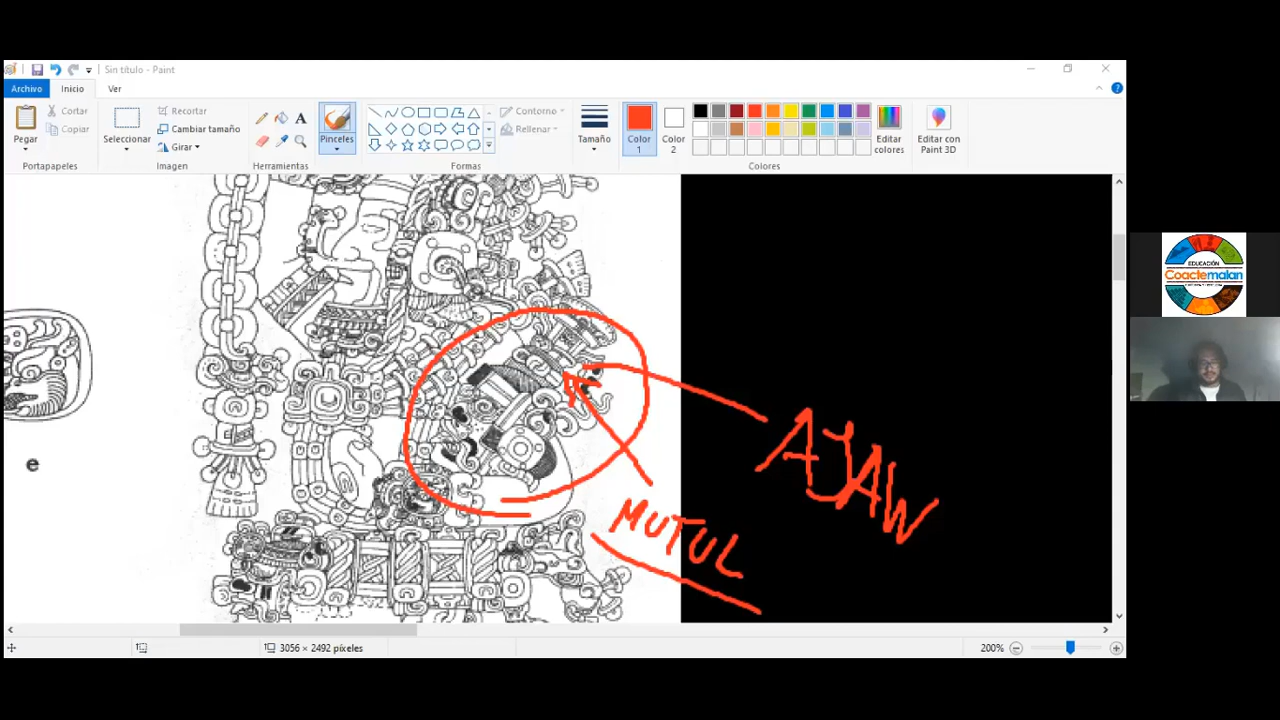 Sin título - Paint
Archivo Inicio Ver
Pegar
Cortar
Copiar
Portapapeles
Seleccionar
Recortar
Cambiar tamaño
Girar
Imagen
A
Herramientas
Pinceles
Contorno
Rellenar
Formas
Tamaño
Color 1
Color 2
Editar colores
Editar con Paint 3D
Colores
e
AJAW
MUTUL
3056 × 2492 píxeles
200%
EDUCACIÓN
Coactemalan